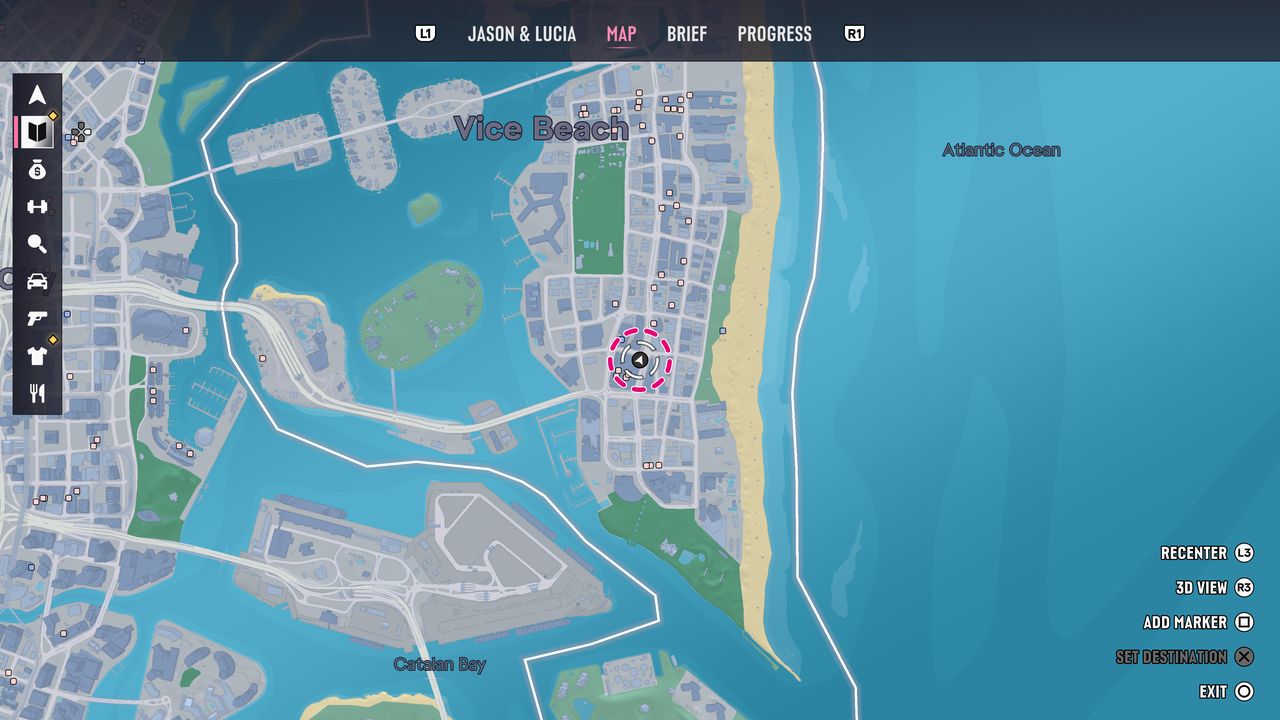 L1 JASON & LUCIA MAP BRIEF PROGRESS R1
Vice Beach
Atlantic Ocean
Catalan Bay
RECENTER L3
3D VIEW R3
ADD MARKER
SET DESTINATION
EXIT